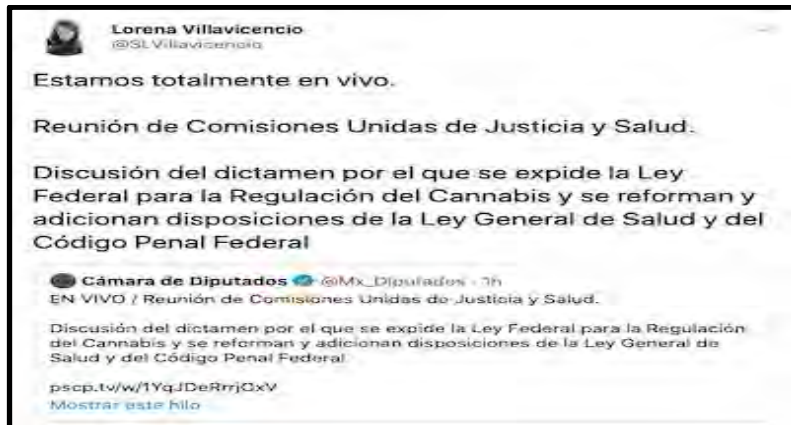 Lorena Villavicencio
@SLVillavicencio
Estamos totalmente en vivo.
Reunión de Comisiones Unidas de Justicia y Salud.
Discusión del dictamen por el que se expide la Ley
Federal para la Regulación del Cannabis y se reforman y
adicionan disposiciones de la Ley General de Salud y del
Código Penal Federal
Cámara de Diputados @Mx_Diputados · 1h
EN VIVO / Reunión de Comisiones Unidas de Justicia y Salud.
Discusión del dictamen por el que se expide la Ley Federal para la Regulación
del Cannabis y se reforman y adicionan disposiciones de la Ley General de
Salud y del Código Penal Federal
pscp.tv/w/1YqJDeRrrjGxV
Mostrar este hilo